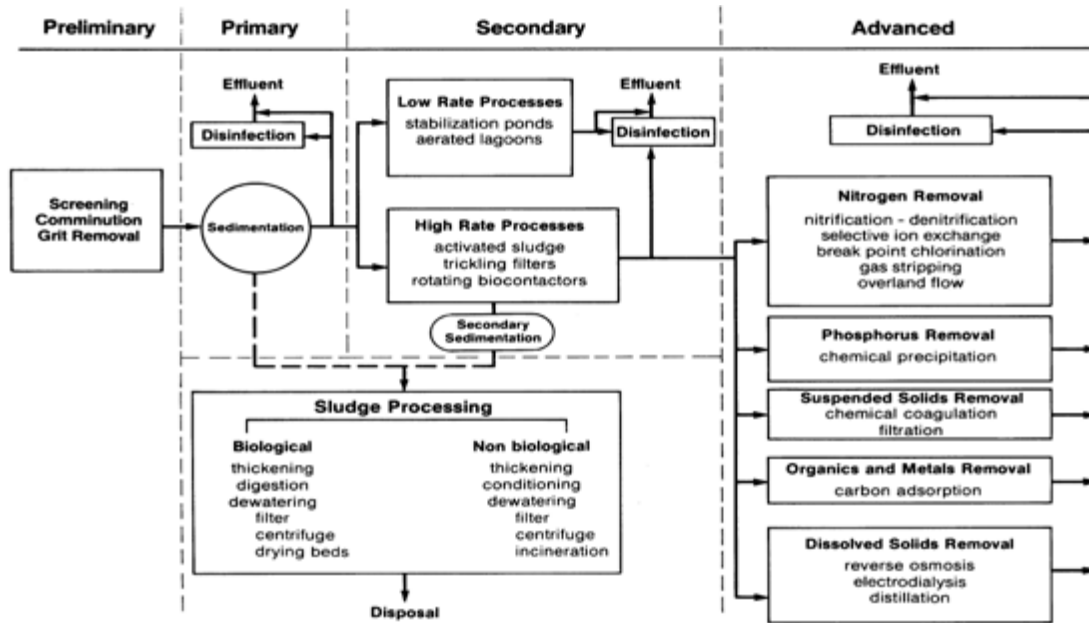 Preliminary
Primary
Secondary
Advanced
Screening
Comminution
Grit Removal
Effluent
Disinfection
Sedimentation
Low Rate Processes
stabilization ponds
aerated lagoons
High Rate Processes
activated sludge
trickling filters
rotating biocontactors
Secondary
Sedimentation
Effluent
Disinfection
Sludge Processing
Biological
thickening
digestion
dewatering
filter
centrifuge
drying beds
Non biological
thickening
conditioning
dewatering
filter
centrifuge
incineration
Disposal
Effluent
Disinfection
Nitrogen Removal
nitrification - denitrification
selective ion exchange
break point chlorination
gas stripping
overland flow
Phosphorus Removal
chemical precipitation
Suspended Solids Removal
chemical coagulation
filtration
Organics and Metals Removal
carbon adsorption
Dissolved Solids Removal
reverse osmosis
electrodialysis
distillation